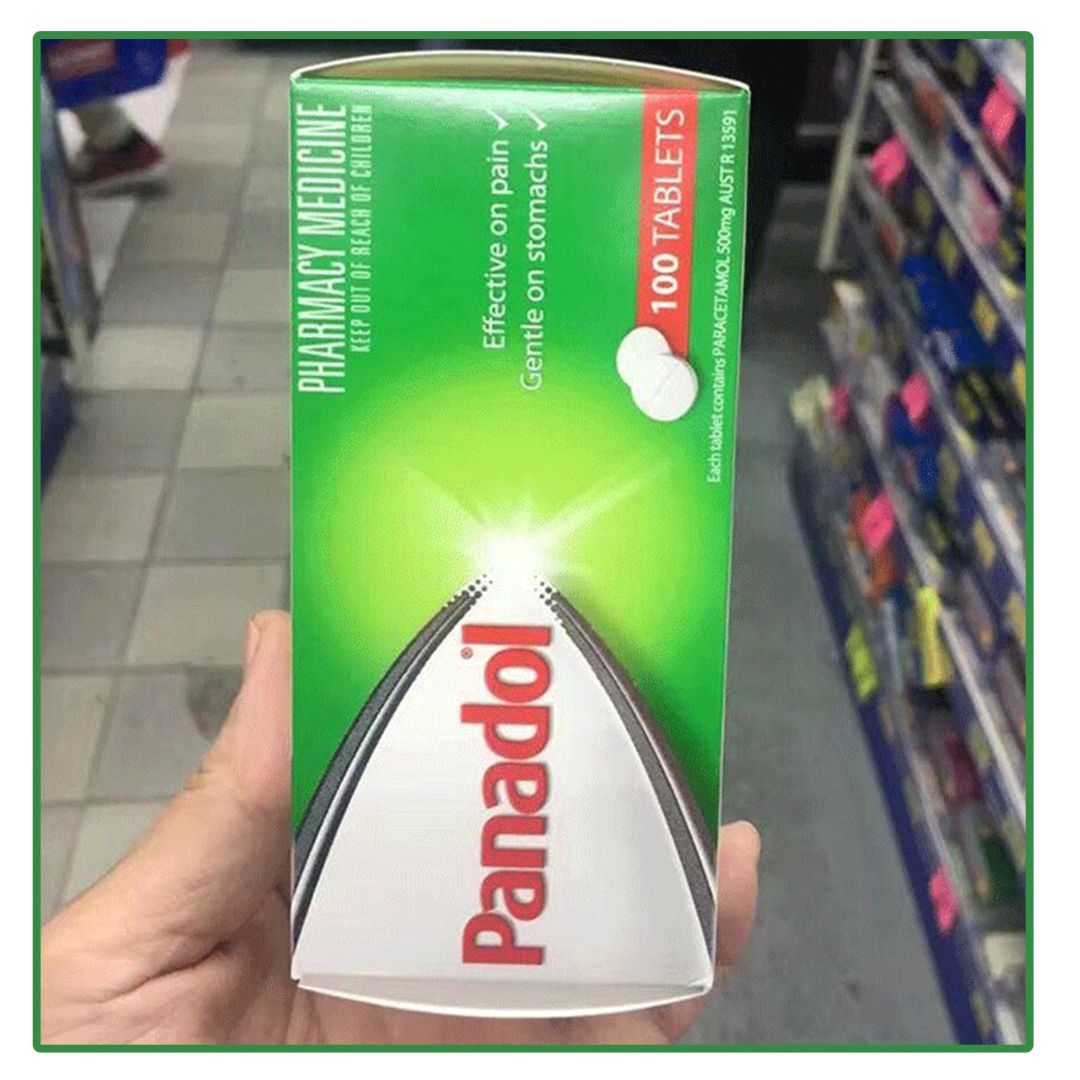 PHARMACY MEDICINE
KEEP OUT OF REACH OF CHILDREN
Effective on pain ✓
Gentle on stomachs ✓
100 TABLETS
Each tablet contains PARACETAMOL 500mg AUST R 13591
Panadol®